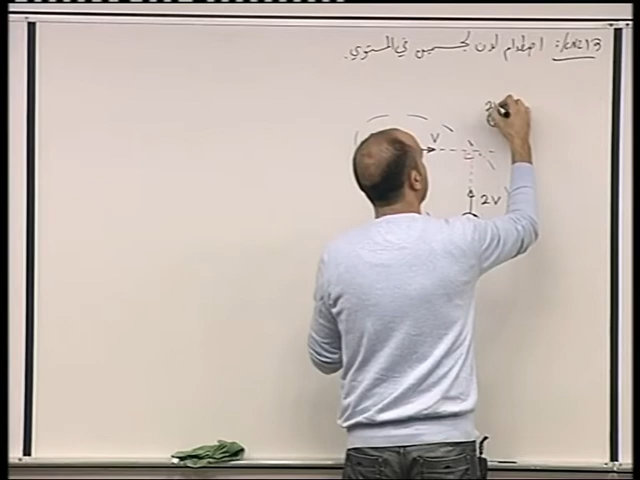 مثال 13: اصطدام لدن لجسمين في المستوي.
V
2V